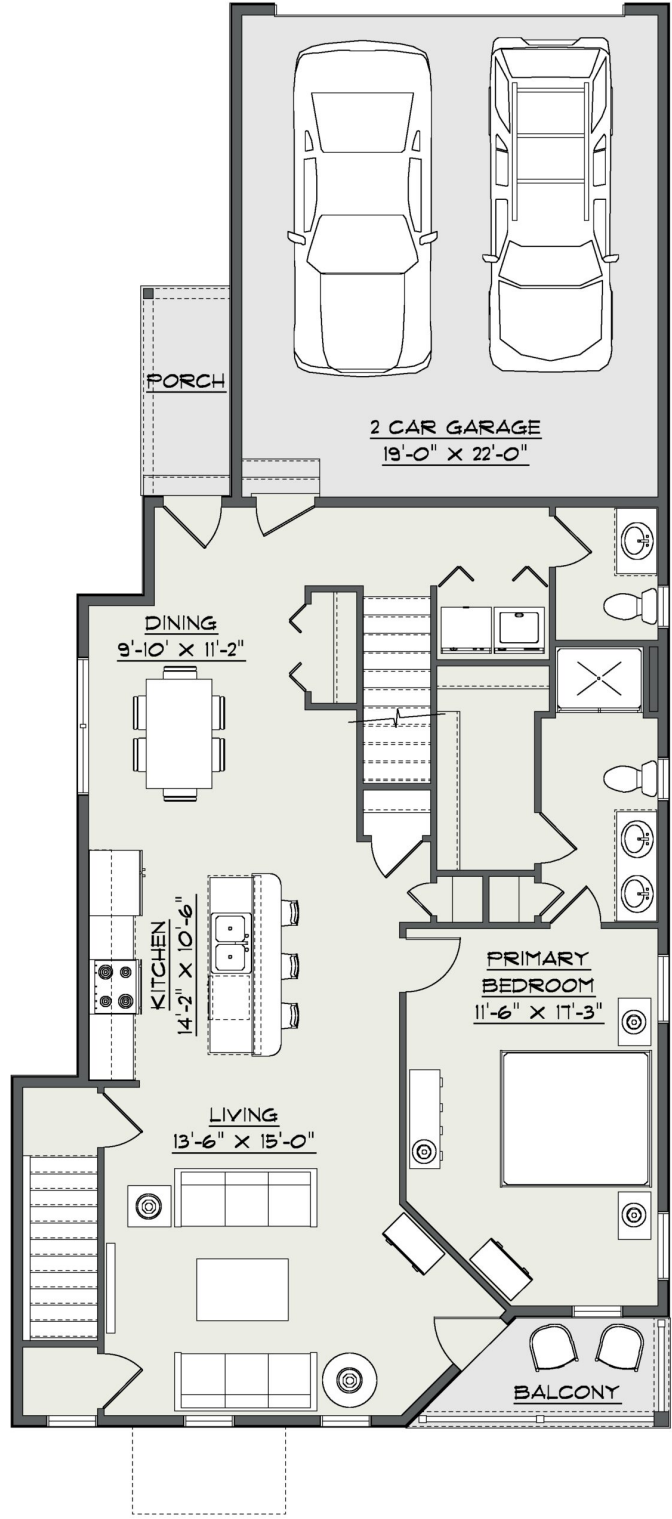 PORCH
2 CAR GARAGE
19'-0" X 22'-0"
DINING
9'-10' X 11'-2"
KITCHEN
14'-2" X 10'-6"
PRIMARY
BEDROOM
11'-6" X 17'-3"
LIVING
13'-6" X 15'-0"
BALCONY